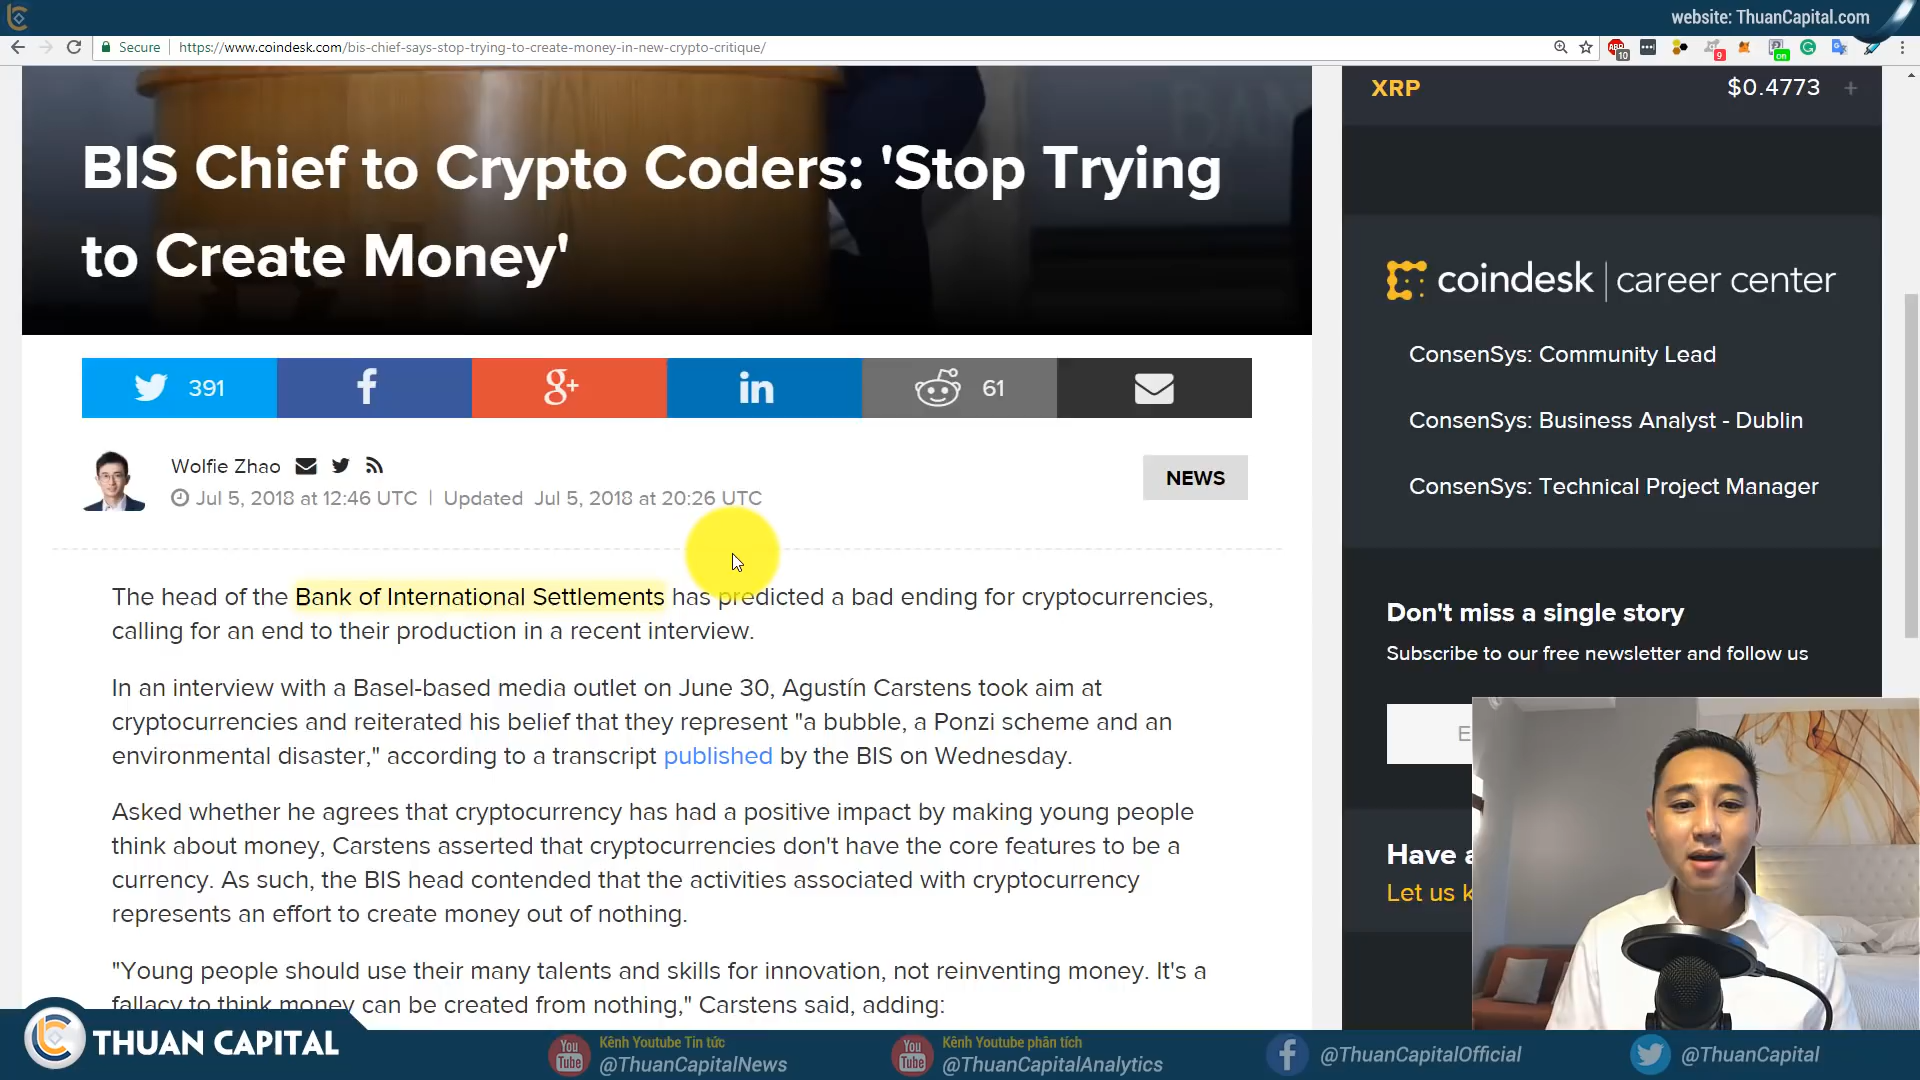 website: ThuanCapital.com
Secure
https://www.coindesk.com/bis-chief-says-stop-trying-to-create-money-in-new-crypto-critique/
ABP
10
9
on
BIS Chief to Crypto Coders: 'Stop Trying
to Create Money'
391
f
g+
in
61
Wolfie Zhao
Jul 5, 2018 at 12:46 UTC | Updated Jul 5, 2018 at 20:26 UTC
NEWS
The head of the Bank of International Settlements has predicted a bad ending for cryptocurrencies,
calling for an end to their production in a recent interview.
In an interview with a Basel-based media outlet on June 30, Agustín Carstens took aim at
cryptocurrencies and reiterated his belief that they represent "a bubble, a Ponzi scheme and an
environmental disaster," according to a transcript published by the BIS on Wednesday.
Asked whether he agrees that cryptocurrency has had a positive impact by making young people
think about money, Carstens asserted that cryptocurrencies don't have the core features to be a
currency. As such, the BIS head contended that the activities associated with cryptocurrency
represents an effort to create money out of nothing.
"Young people should use their many talents and skills for innovation, not reinventing money. It's a
fallacy to think money can be created from nothing," Carstens said, adding:
XRP
$0.4773 +
coindesk | career center
ConsenSys: Community Lead
ConsenSys: Business Analyst - Dublin
ConsenSys: Technical Project Manager
Don't miss a single story
Subscribe to our free newsletter and follow us
E
Have a
Let us k
THUAN CAPITAL
You Tube
Kênh Youtube Tin tức
@ThuanCapitalNews
You Tube
Kênh Youtube phân tích
@ThuanCapitalAnalytics
f
@ThuanCapitalOfficial
@ThuanCapital